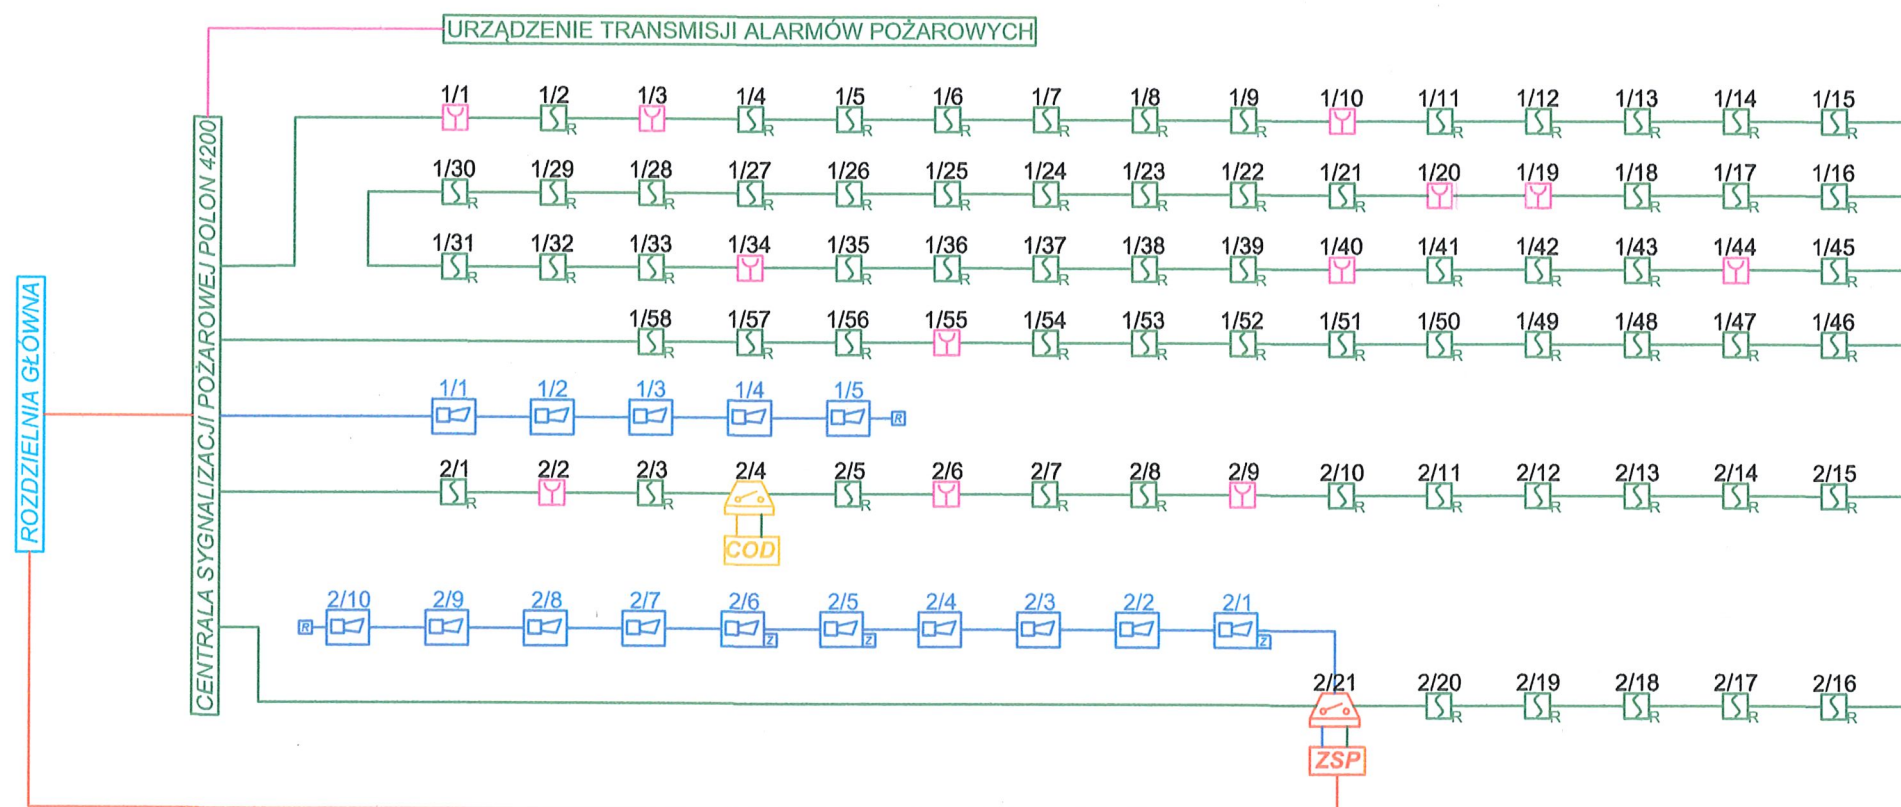 URZĄDZENIE TRANSMISJI ALARMÓW POŻAROWYCH
1/1 1/2 1/3 1/4 1/5 1/6 1/7 1/8 1/9 1/10 1/11 1/12 1/13 1/14 1/15
R R R R R R R R R R R R
1/30 1/29 1/28 1/27 1/26 1/25 1/24 1/23 1/22 1/21 1/20 1/19 1/18 1/17 1/16
R R R R R R R R R R R R R
1/31 1/32 1/33 1/34 1/35 1/36 1/37 1/38 1/39 1/40 1/41 1/42 1/43 1/44 1/45
R R R R R R R R R R R R
1/58 1/57 1/56 1/55 1/54 1/53 1/52 1/51 1/50 1/49 1/48 1/47 1/46
R R R R R R R R R R R R
1/1 1/2 1/3 1/4 1/5
R
2/1 2/2 2/3 2/4 2/5 2/6 2/7 2/8 2/9 2/10 2/11 2/12 2/13 2/14 2/15
R R R R R R R R R R R
COD
2/10 2/9 2/8 2/7 2/6 2/5 2/4 2/3 2/2 2/1
R Z Z Z
2/21 2/20 2/19 2/18 2/17 2/16
R R R R R
ZSP
ROZDZIELNIA GŁÓWNA
CENTRALA SYGNALIZACJI POŻAROWEJ POLON 4200